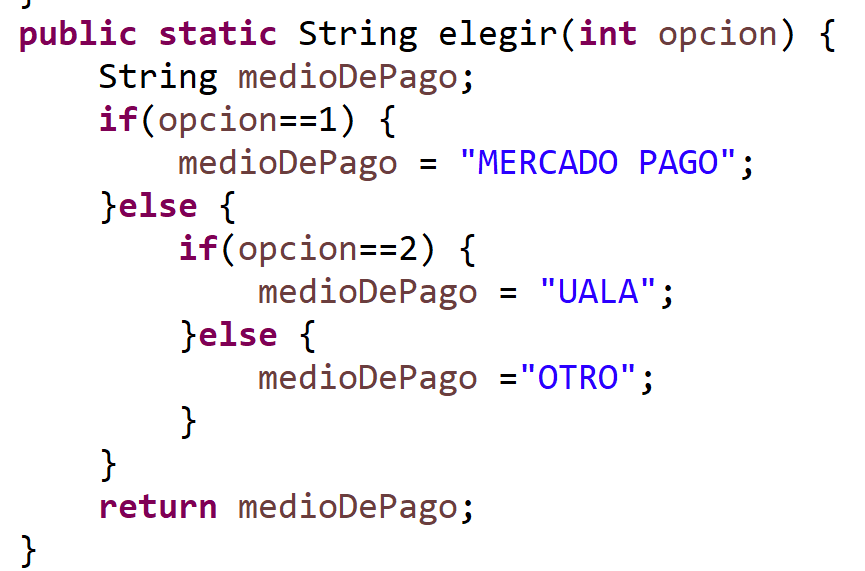 }
public static String elegir(int opcion) {
    String medioDePago;
    if(opcion==1) {
        medioDePago = "MERCADO PAGO";
    }else {
        if(opcion==2) {
            medioDePago = "UALA";
        }else {
            medioDePago ="OTRO";
        }
    }
    return medioDePago;
}